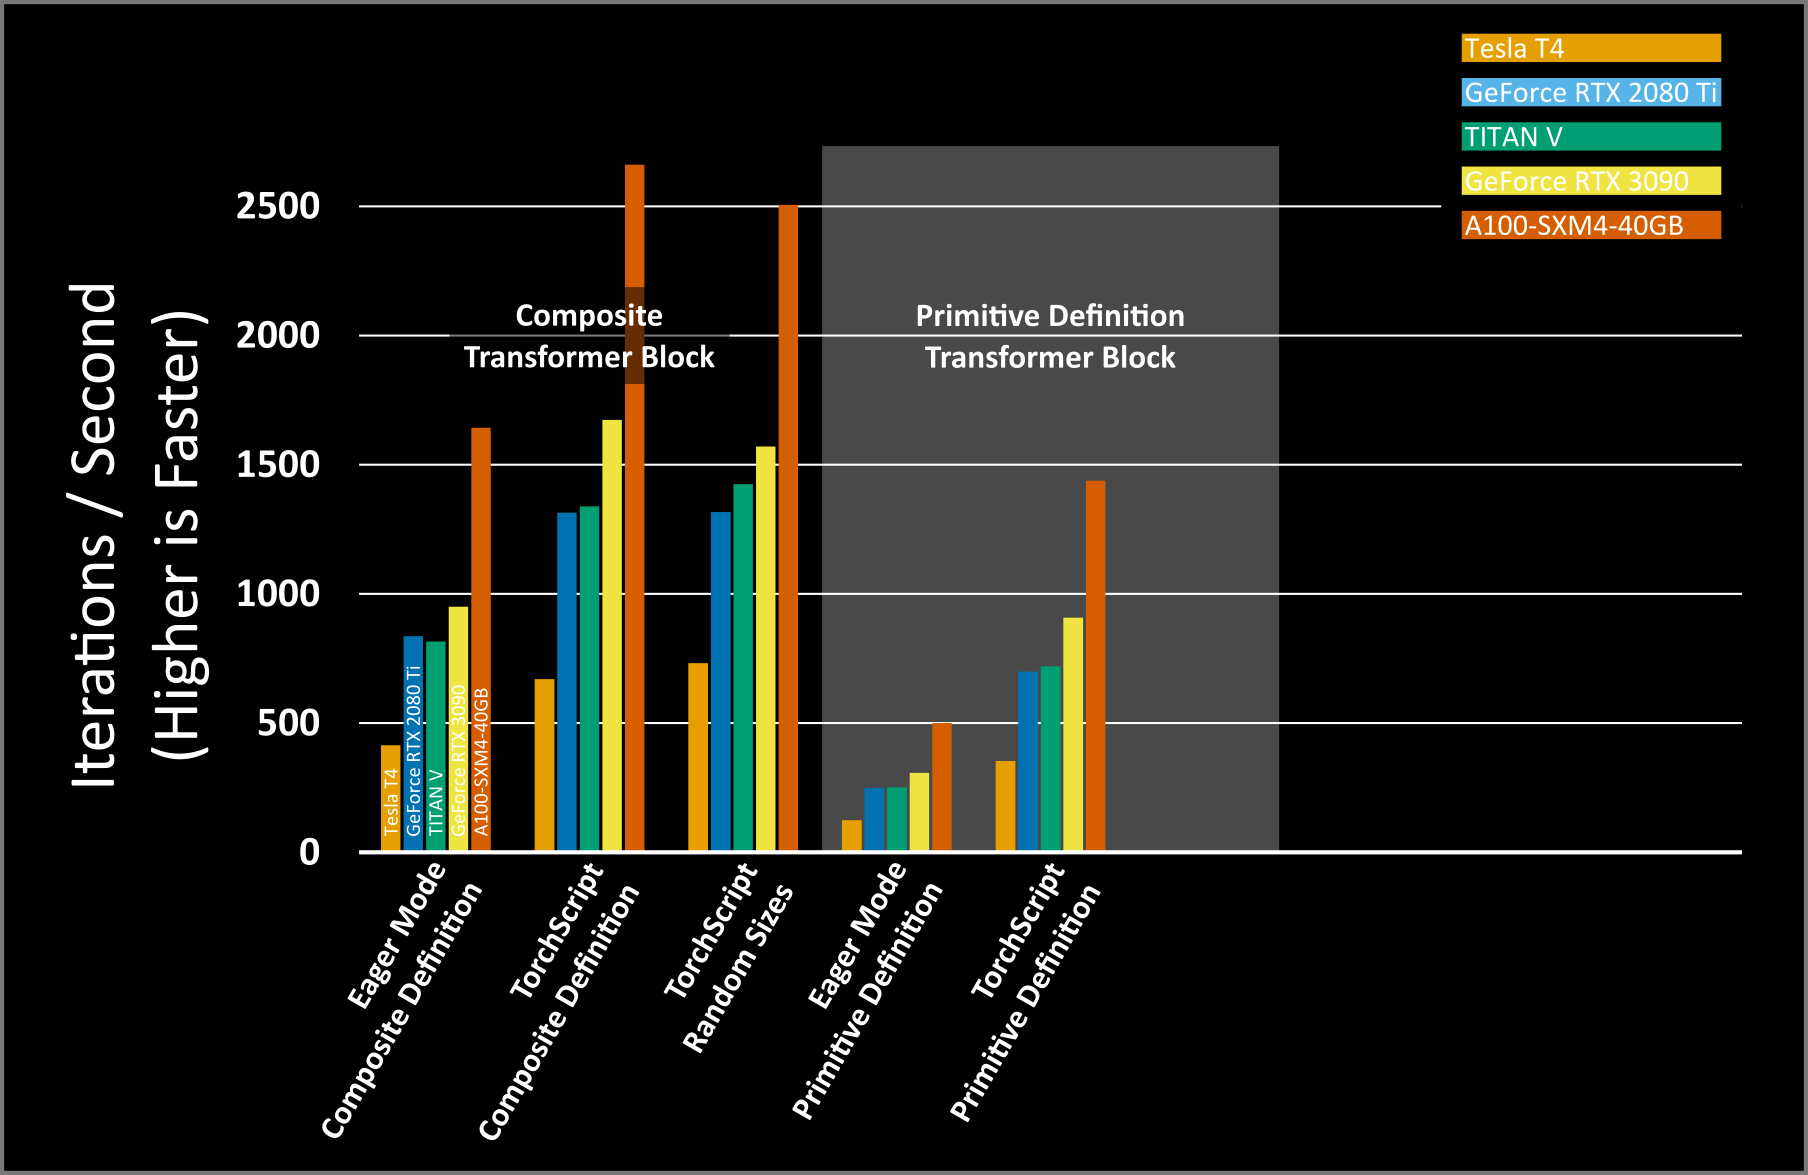 Tesla T4
GeForce RTX 2080 Ti
TITAN V
GeForce RTX 3090
A100-SXM4-40GB
Iterations / Second
(Higher is Faster)
2500
2000
1500
1000
500
0
Composite
Transformer Block
Primitive Definition
Transformer Block
Tesla T4
GeForce RTX 2080 Ti
TITAN V
GeForce RTX 3090
A100-SXM4-40GB
Eager Mode
Composite Definition
TorchScript
Composite Definition
TorchScript
Random Sizes
Eager Mode
Primitive Definition
TorchScript
Primitive Definition